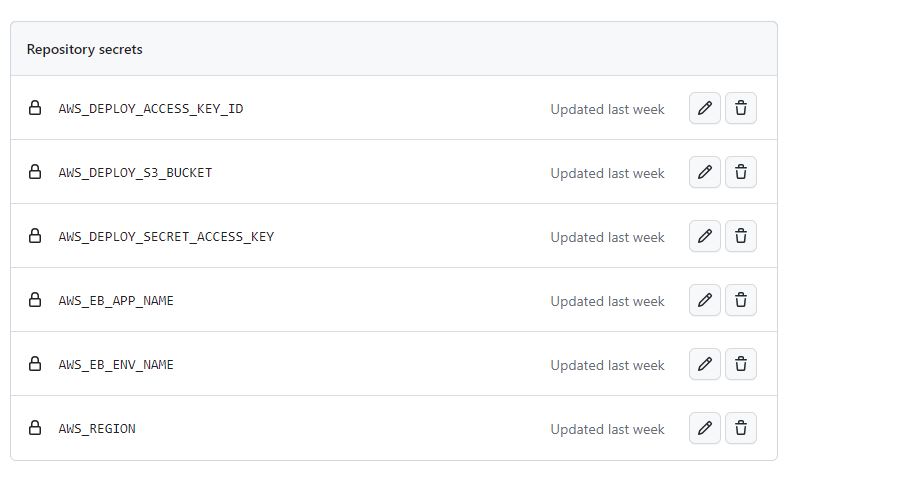 Repository secrets
AWS_DEPLOY_ACCESS_KEY_ID Updated last week
AWS_DEPLOY_S3_BUCKET Updated last week
AWS_DEPLOY_SECRET_ACCESS_KEY Updated last week
AWS_EB_APP_NAME Updated last week
AWS_EB_ENV_NAME Updated last week
AWS_REGION Updated last week